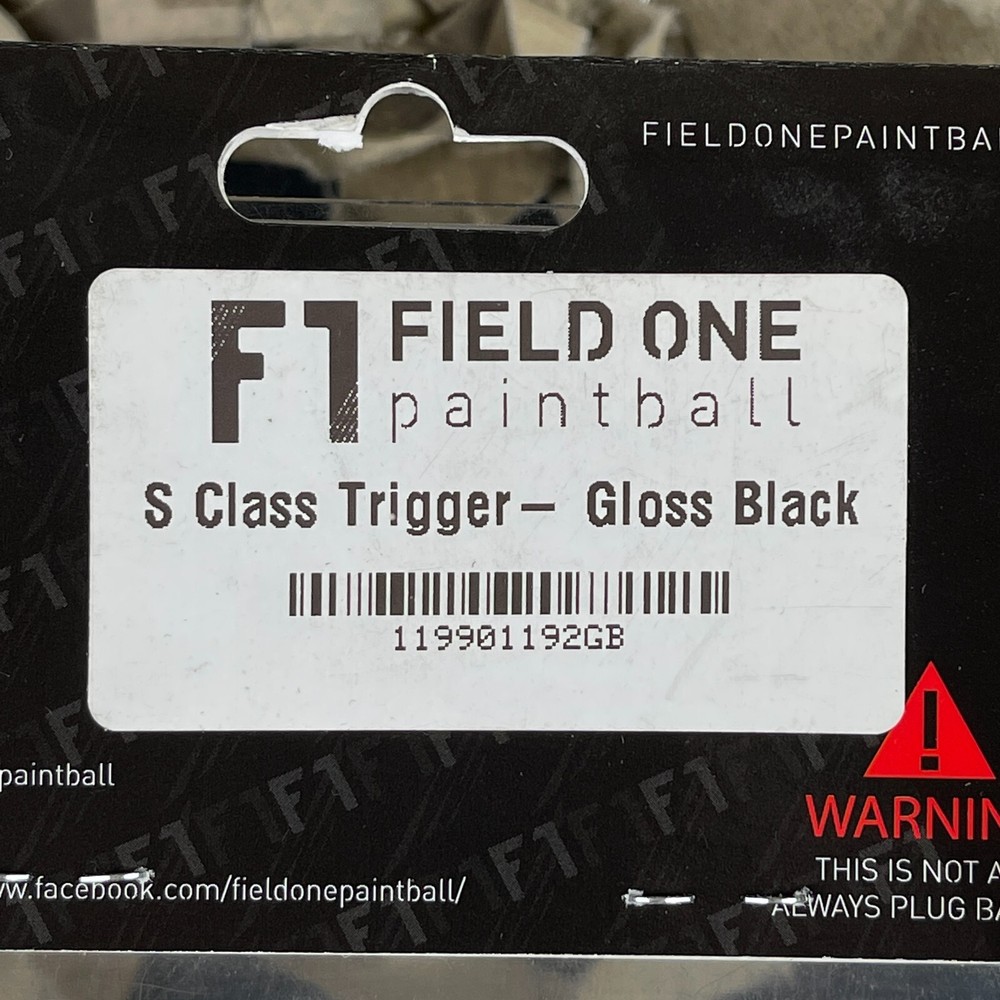 FIELDONEPAINTBA
F1 FIELD ONE
paintball
S Class Trigger– Gloss Black
119901192GB
paintball
w.facebook.com/fieldonepaintball/
WARNIN
THIS IS NOT A
ALWAYS PLUG BA